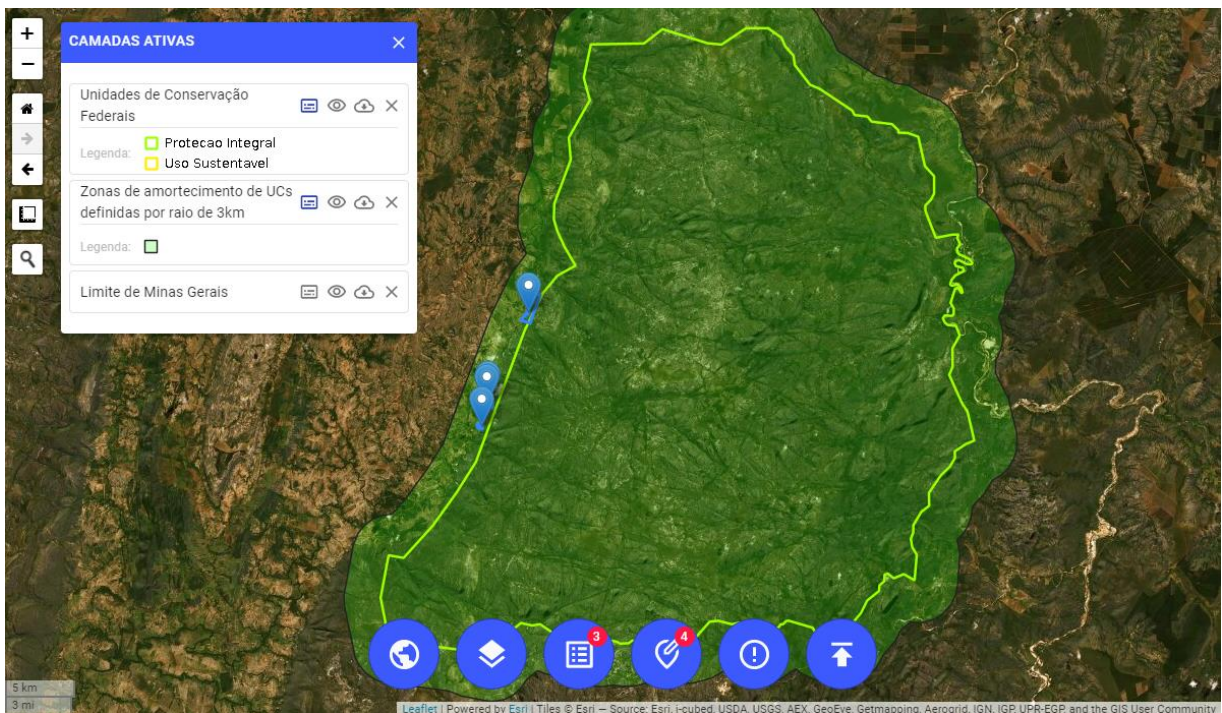 +
CAMADAS ATIVAS
−
Unidades de Conservação
Federais
Legenda:
Protecao Integral
Uso Sustentavel
Zonas de amortecimento de UCs
definidas por raio de 3km
Legenda:
Limite de Minas Gerais
3
4
5 km
3 mi
Leaflet | Powered by Esri | Tiles © Esri — Source: Esri, i-cubed, USDA, USGS, AEX, GeoEye, Getmapping, Aerogrid, IGN, IGP, UPR-EGP, and the GIS User Community